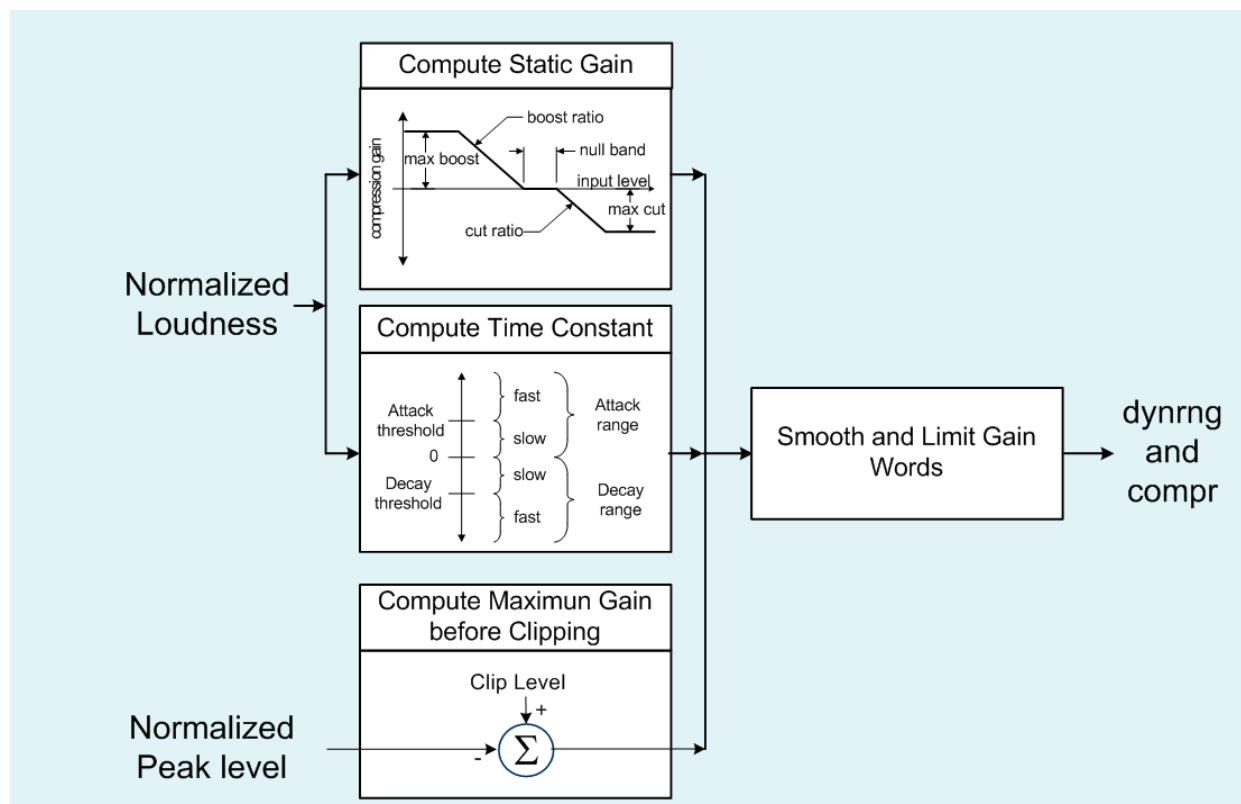 Compute Static Gain
compression gain
boost ratio
max boost
null band
input level
max cut
cut ratio
Normalized
Loudness
Compute Time Constant
Attack
threshold
0
Decay
threshold
fast
slow
slow
fast
Attack
range
Decay
range
Smooth and Limit Gain
Words
dynrng
and
compr
Compute Maximun Gain
before Clipping
Clip Level
+
-
Σ
Normalized
Peak level